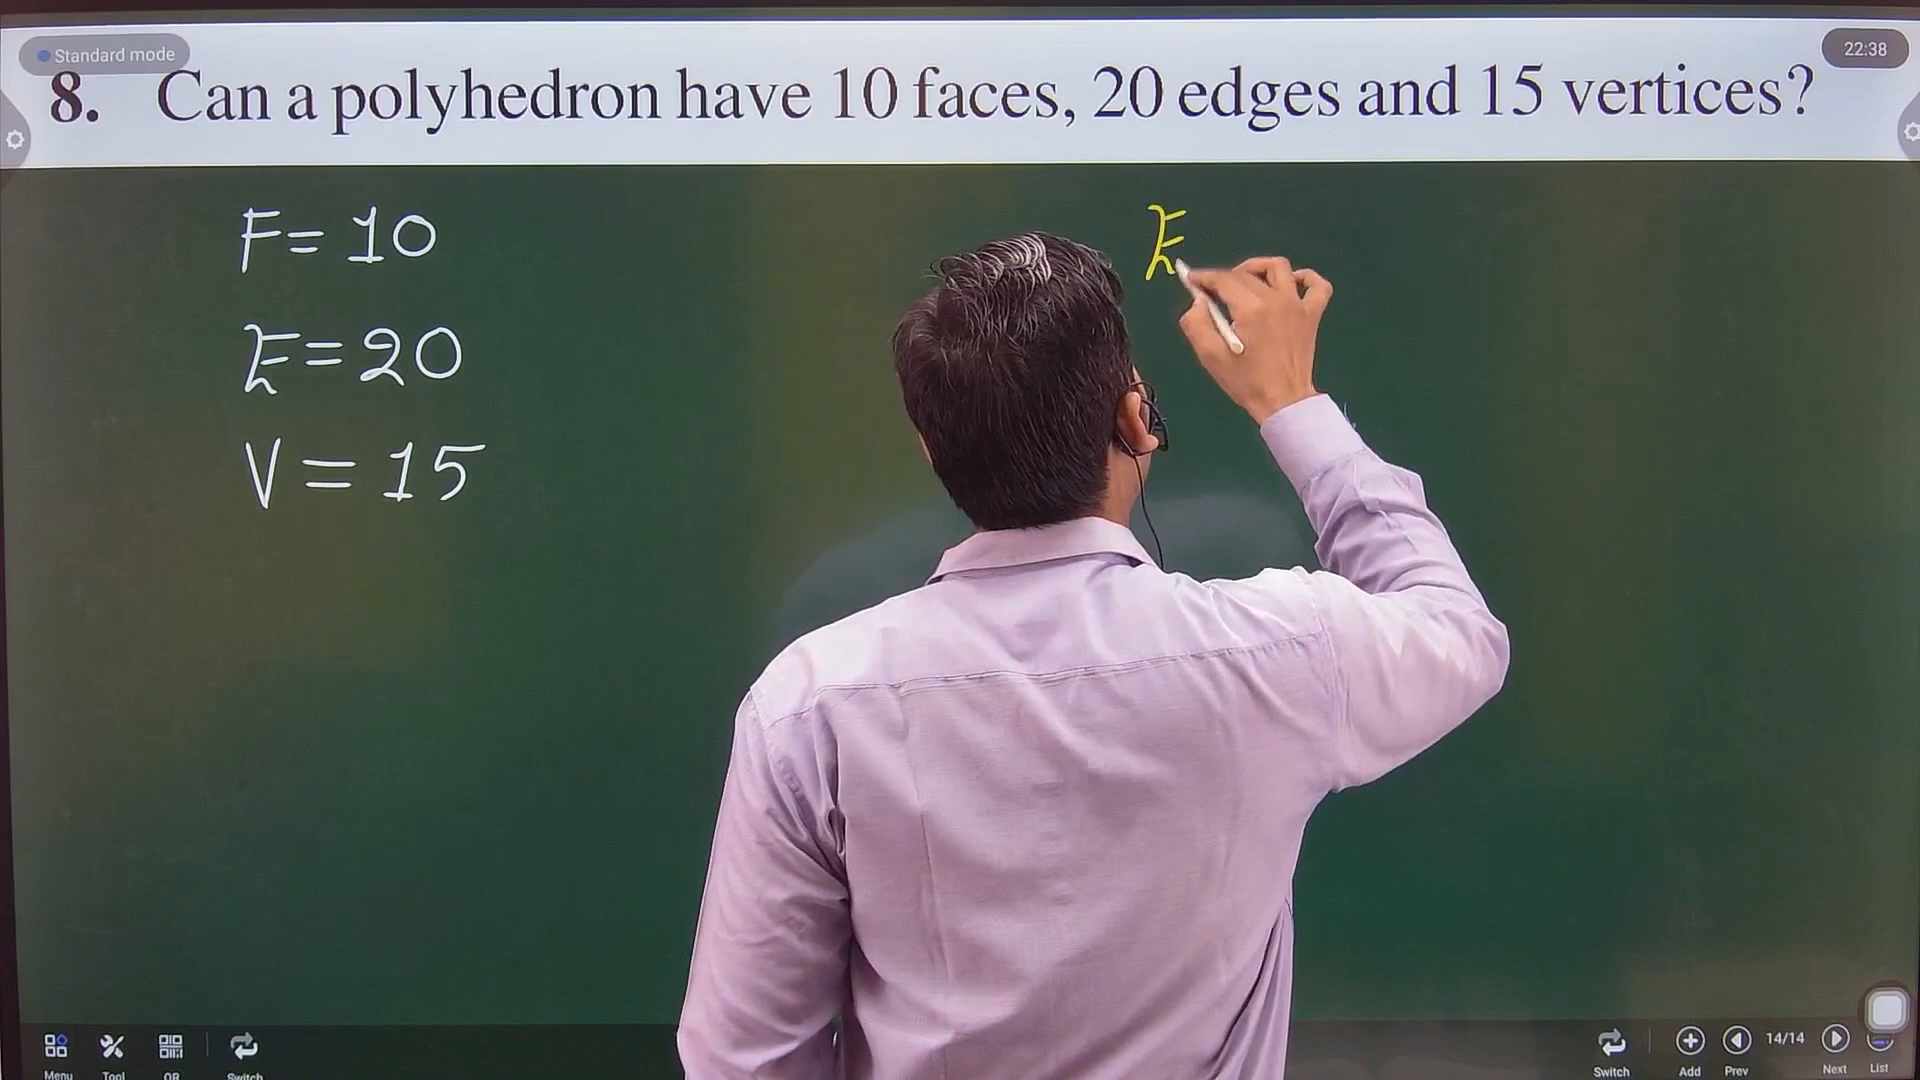 Standard mode
22:38
8. Can a polyhedron have 10 faces, 20 edges and 15 vertices?
F = 10
E = 20
V = 15
E
Menu
Tool
QR
Switch
Switch
Add
Prev
14/14
Next
List